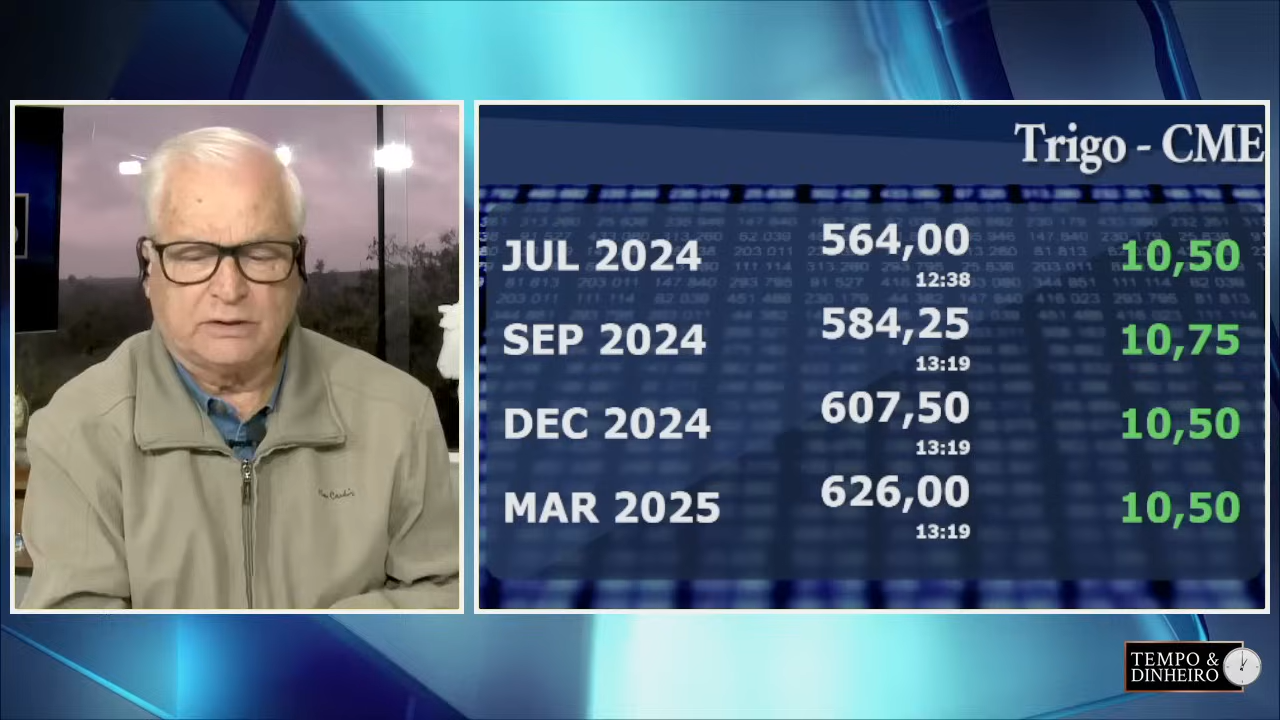 Trigo - CME
JUL 2024 564,00 10,50
12:38
SEP 2024 584,25 10,75
13:19
DEC 2024 607,50 10,50
13:19
MAR 2025 626,00 10,50
13:19
TEMPO &
DINHEIRO